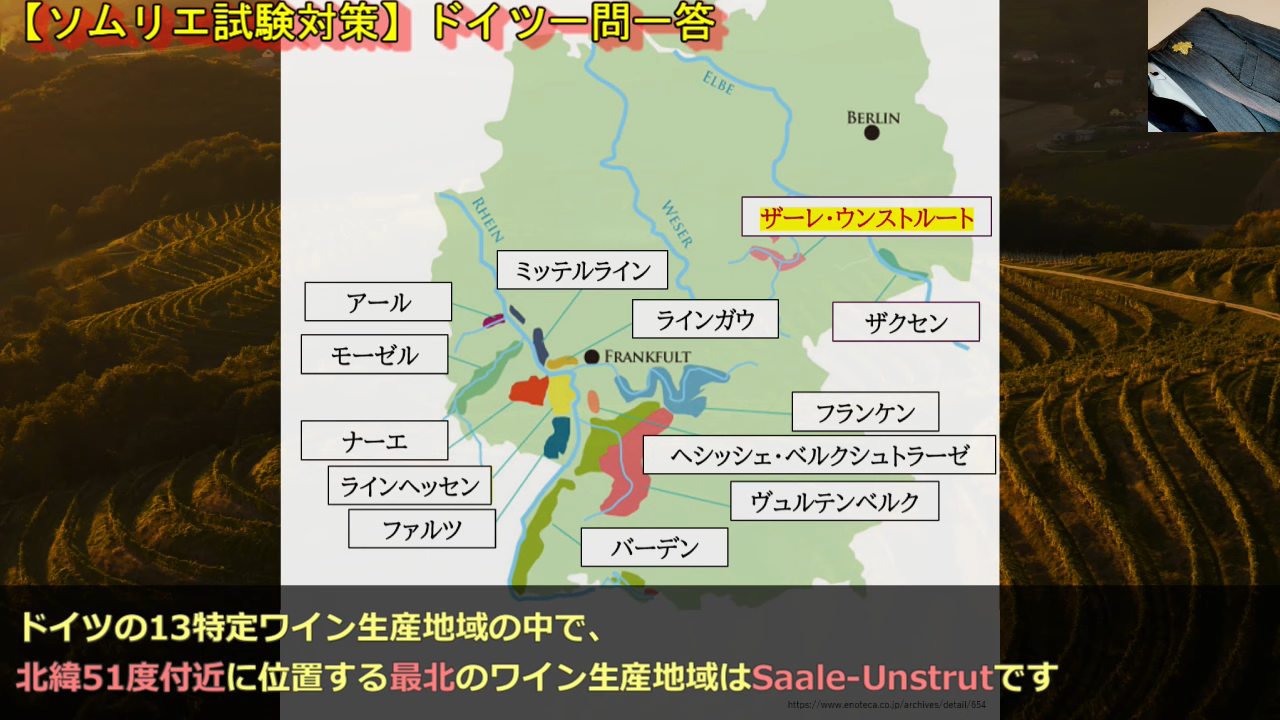 【ソムリエ試験対策】ドイツ一問一答
ELBE
BERLIN
RHEIN
WESER
ザーレ・ウンストルート
ミッテルライン
アール
ラインガウ
ザクセン
モーゼル
FRANKFULT
フランケン
ナーエ
ヘシッシェ・ベルクシュトラーゼ
ラインヘッセン
ヴュルテンベルク
ファルツ
バーデン
ドイツの13特定ワイン生産地域の中で、
北緯51度付近に位置する最北のワイン生産地域はSaale-Unstrutです
https://www.enoteca.co.jp/archives/detail/654